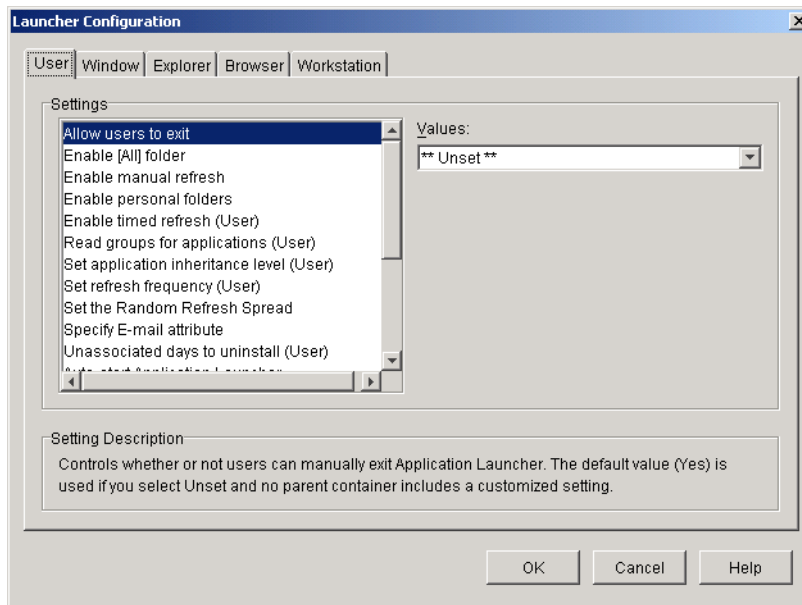 Launcher Configuration
User Window Explorer Browser Workstation
Settings
Allow users to exit
Enable [All] folder
Enable manual refresh
Enable personal folders
Enable timed refresh (User)
Read groups for applications (User)
Set application inheritance level (User)
Set refresh frequency (User)
Set the Random Refresh Spread
Specify E-mail attribute
Unassociated days to uninstall (User)
Auto-start Application Launcher
Values:
** Unset **
Setting Description
Controls whether or not users can manually exit Application Launcher. The default value (Yes) is
used if you select Unset and no parent container includes a customized setting.
OK Cancel Help